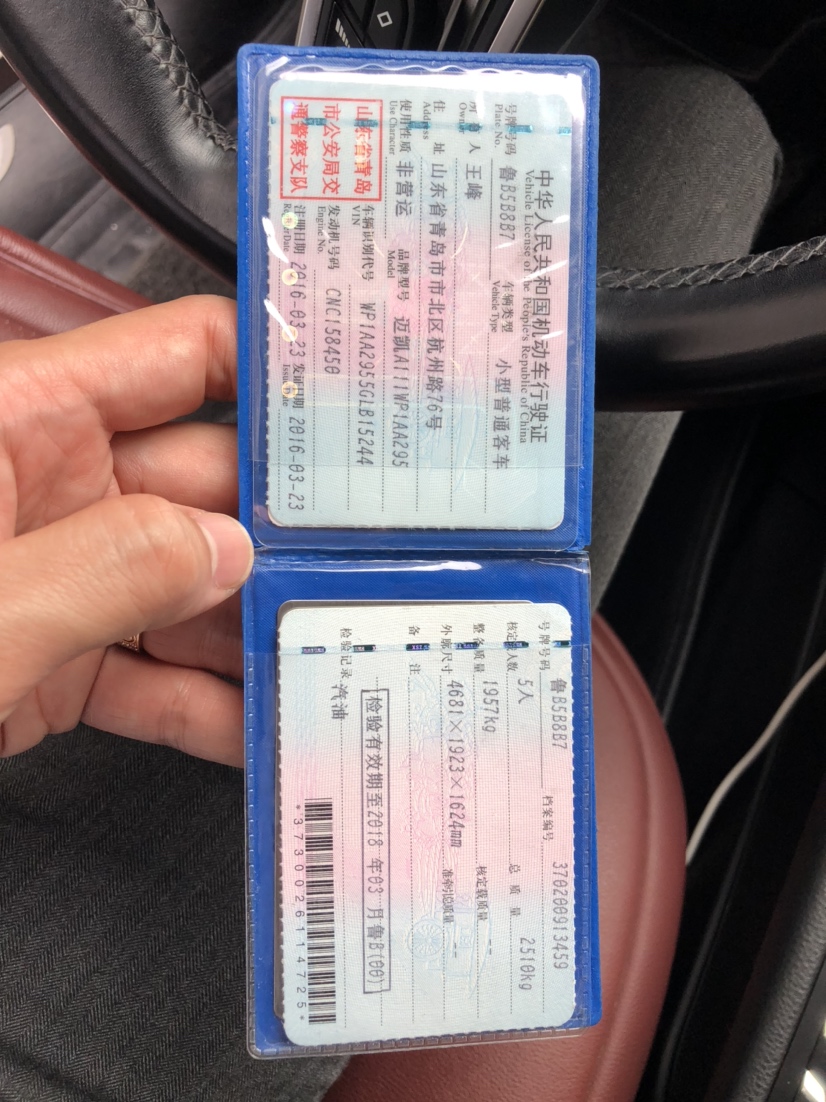 中华人民共和国机动车行驶证
Vehicle License of the People's Republic of China
号牌号码 鲁B5B8B7 车辆类型 小型普通客车
Plate No. Vehicle Type
所 有 人 王峰
Owner
住 址 山东省青岛市市北区杭州路76号
Address
使用性质 非营运 品牌型号 迈凯A111WP1AA295
Use Character Model
山东省青岛
市公安局交
通警察支队
车辆识别代号 WP1AA2955GLB15244
VIN
发动机号码 CNC158450
Engine No.
注册日期 2016-03-23 发证日期 2016-03-23
Register Date Issue Date
号牌号码 鲁B5B8B7 档案编号 370200913459
核定载人数 5人 总 质 量 2510kg
整备质量 1957kg 核定载质量 --
外廓尺寸 4681×1923×1624mm 准牵引总质量 --
备 注
检验有效期至2018 年03 月鲁B(00)
检验记录 汽油
*3730026114725*